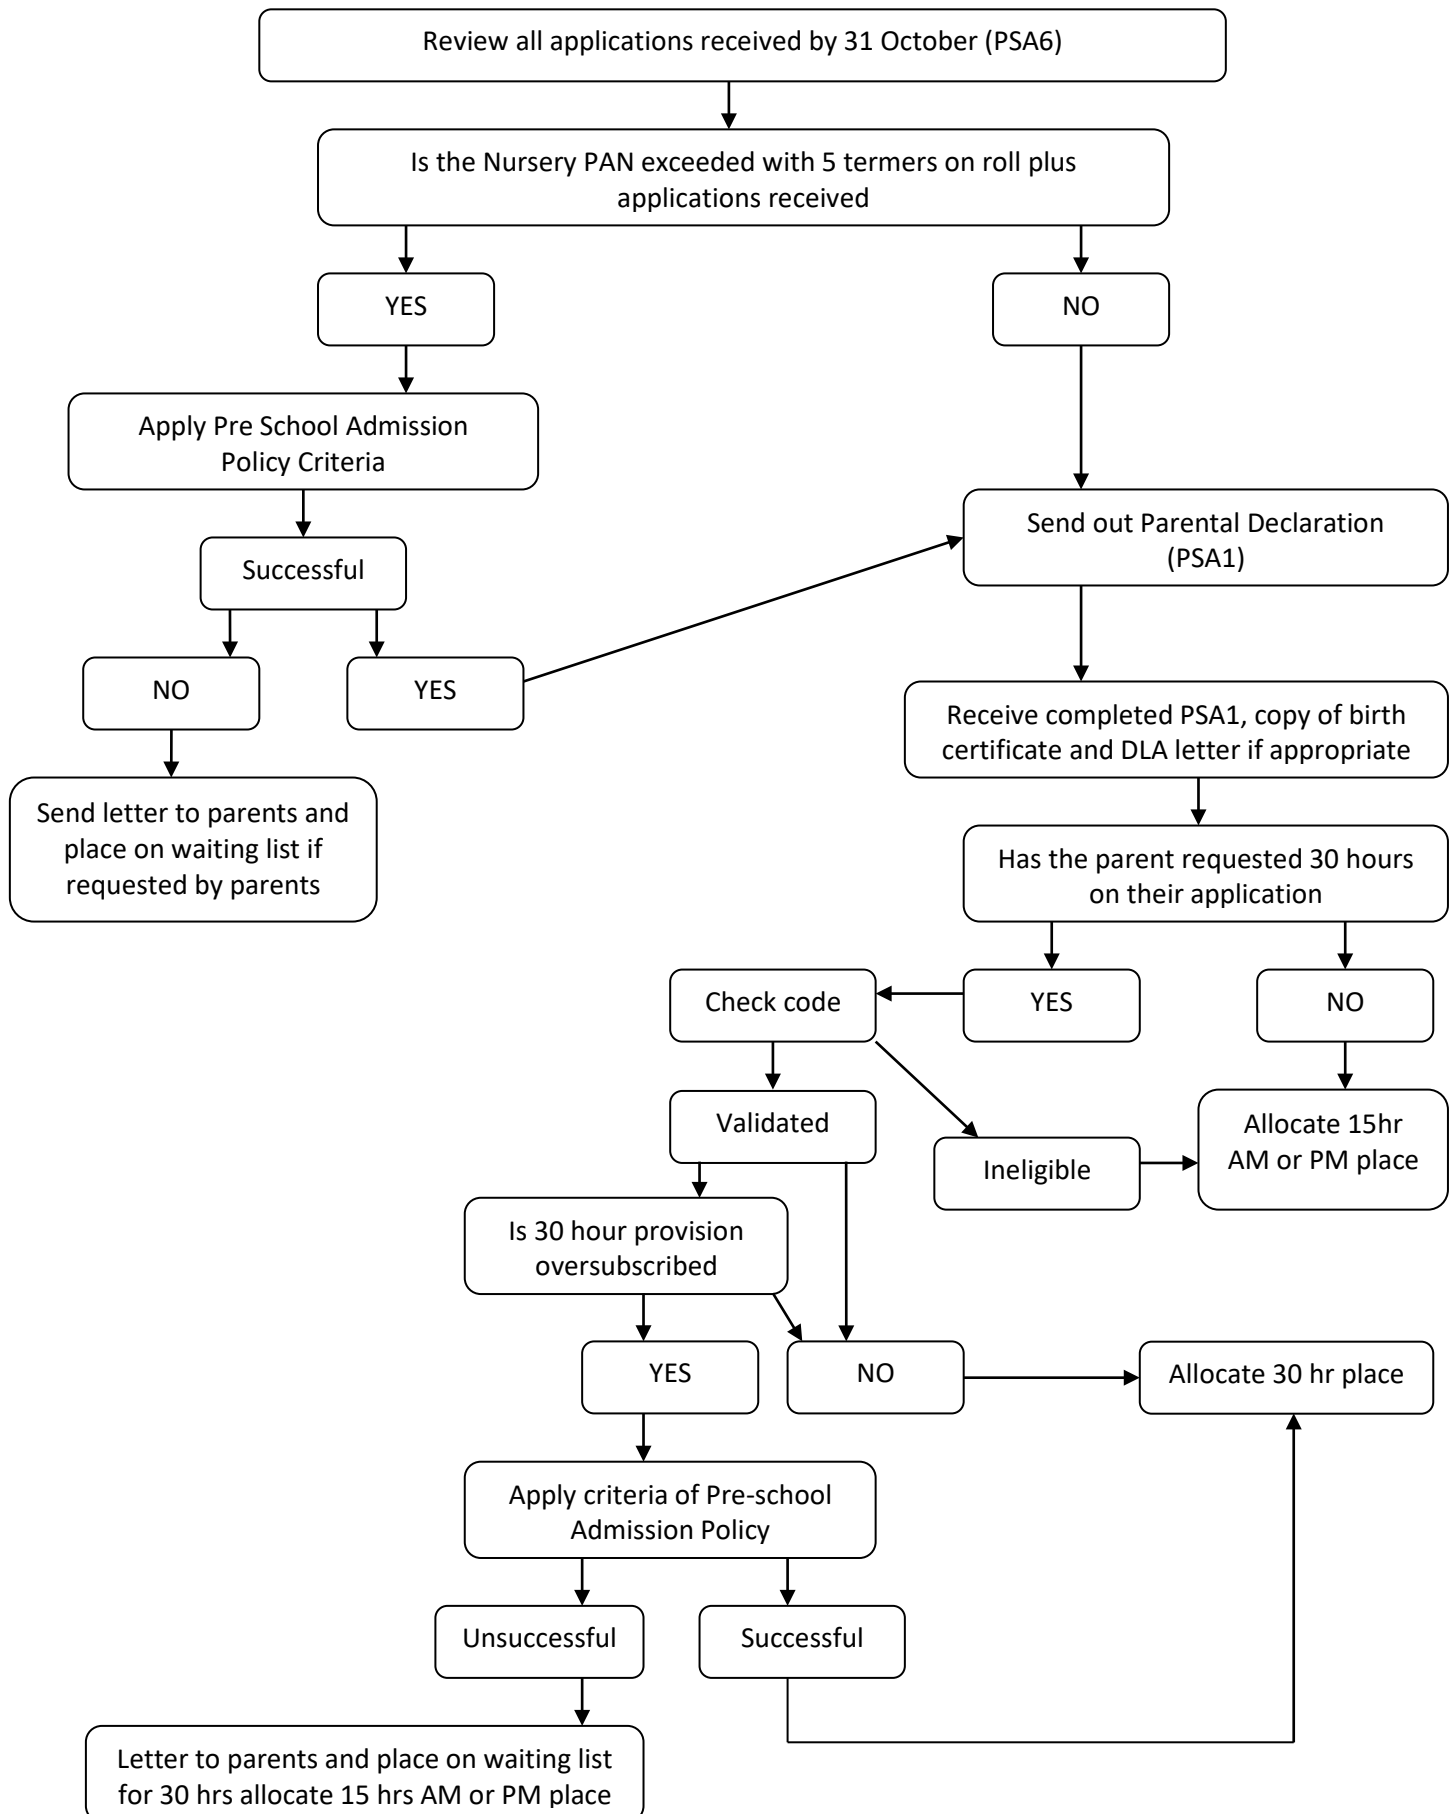 Review all applications received by 31 October (PSA6)
Is the Nursery PAN exceeded with 5 termers on roll plus
applications received
YES
NO
Apply Pre School Admission
Policy Criteria
Send out Parental Declaration
(PSA1)
Successful
NO
YES
Receive completed PSA1, copy of birth
certificate and DLA letter if appropriate
Send letter to parents and
place on waiting list if
requested by parents
Has the parent requested 30 hours
on their application
Check code
YES
NO
Validated
Ineligible
Allocate 15hr
AM or PM place
Is 30 hour provision
oversubscribed
YES
NO
Allocate 30 hr place
Apply criteria of Pre-school
Admission Policy
Unsuccessful
Successful
Letter to parents and place on waiting list
for 30 hrs allocate 15 hrs AM or PM place